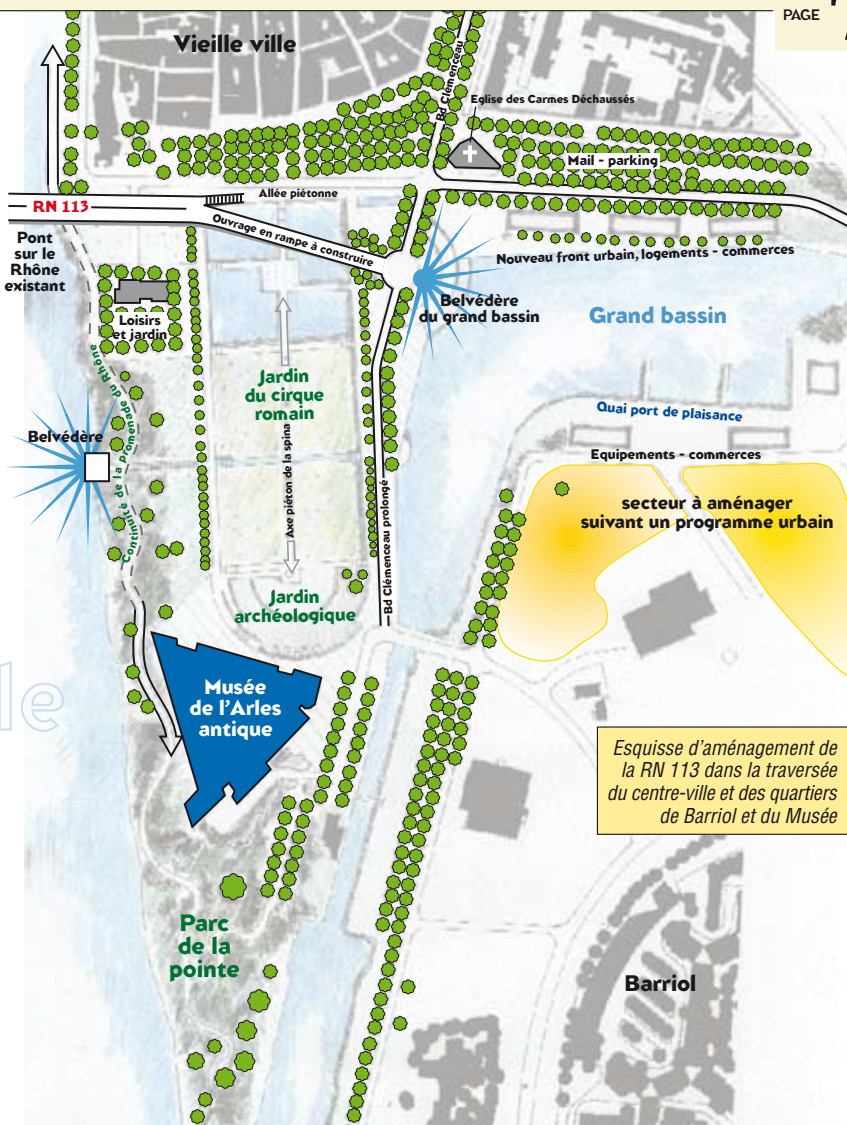 PAGE
Vieille ville
Bd Clémenceau
Eglise des Carmes Déchaussés
Mail - parking
Allée piétonne
RN 113
Ouvrage en rampe à construire
Pont
sur le
Rhône
existant
Nouveau front urbain, logements - commerces
Loisirs
et jardin
Belvédère
du grand bassin
Grand bassin
Continuité de la promenade du Rhône
Jardin
du cirque
romain
Quai port de plaisance
Belvédère
Axe piéton de la spina
Equipements - commerces
secteur à aménager
suivant un programme urbain
Bd Clémenceau prolongé
Jardin
archéologique
Musée
de l'Arles
antique
le
Esquisse d'aménagement de
la RN 113 dans la traversée
du centre-ville et des quartiers
de Barriol et du Musée
Parc
de la
pointe
Barriol